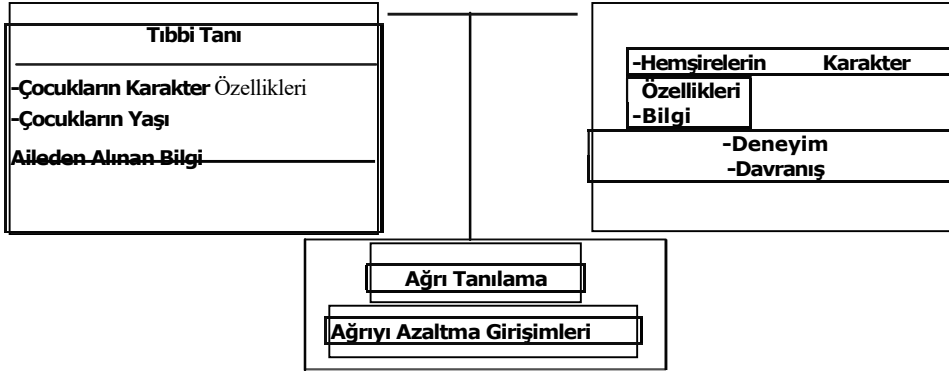 Tıbbi Tanı
-Çocukların Karakter Özellikleri
-Çocukların Yaşı
Aileden Alınan Bilgi
-Hemşirelerin Karakter
Özellikleri
-Bilgi
-Deneyim
-Davranış
Ağrı Tanılama
Ağrıyı Azaltma Girişimleri